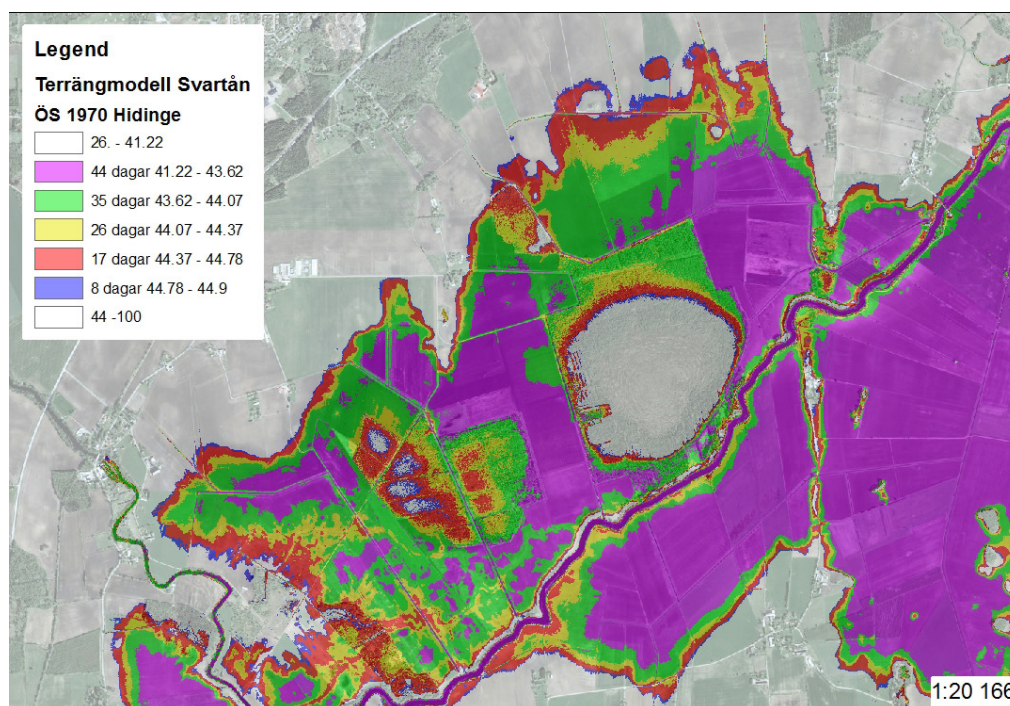 Legend
Terrängmodell Svartån
ÖS 1970 Hidinge
26. - 41.22
44 dagar 41.22 - 43.62
35 dagar 43.62 - 44.07
26 dagar 44.07 - 44.37
17 dagar 44.37 - 44.78
8 dagar 44.78 - 44.9
44 -100
1:20 166